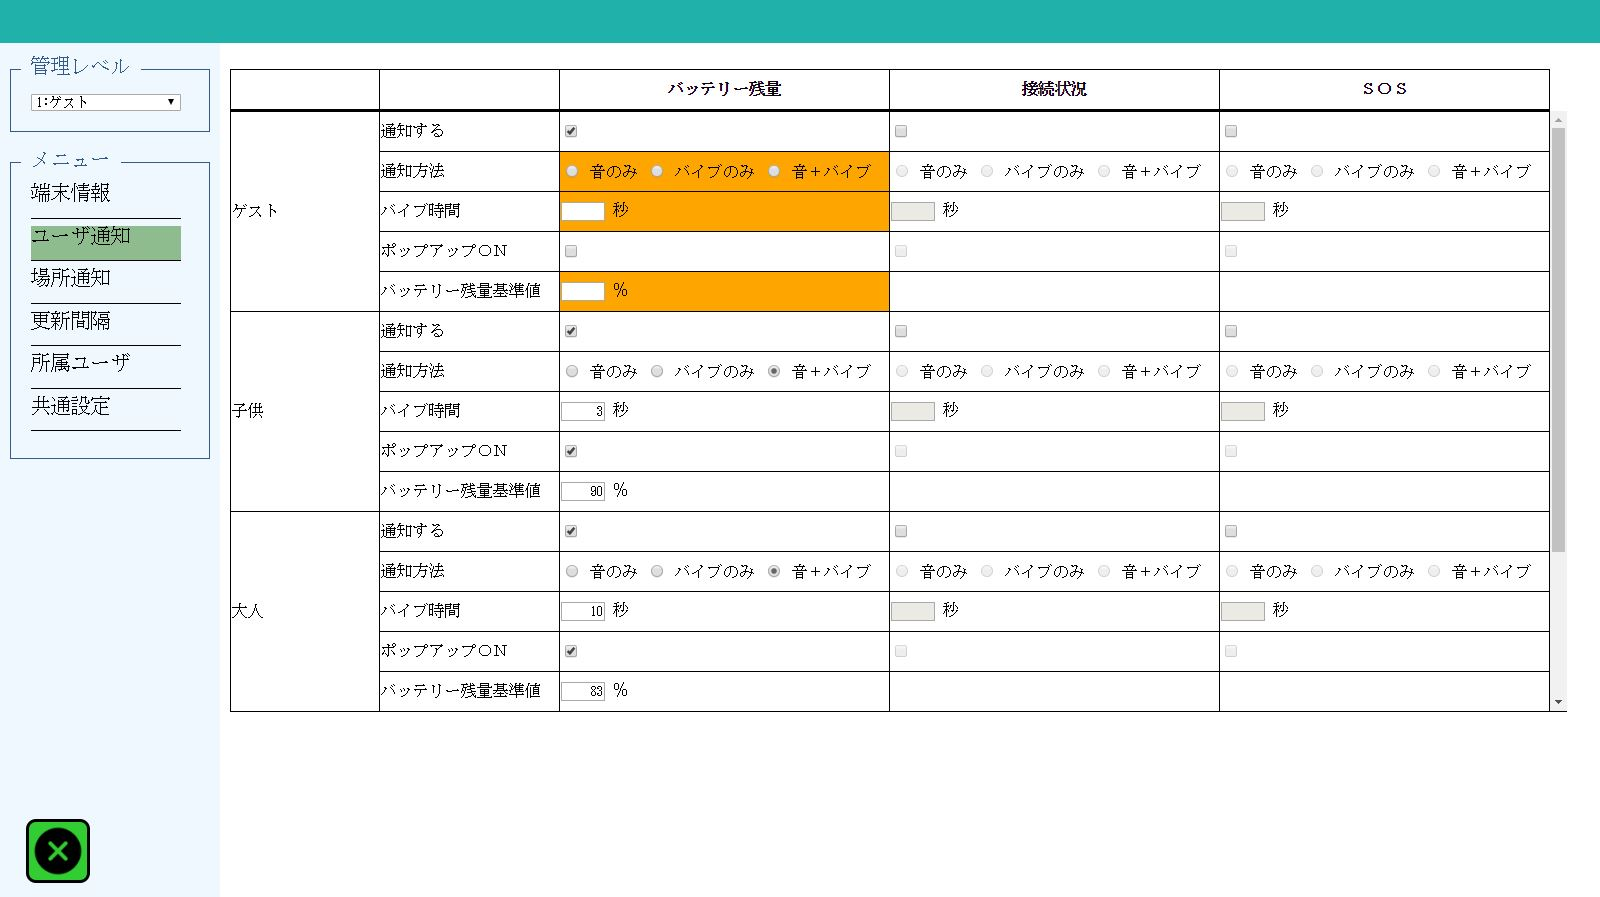 管理レベル
1:ゲスト
メニュー
端末情報
ユーザ通知
場所通知
更新間隔
所属ユーザ
共通設定
バッテリー残量 接続状況 ＳＯＳ
ゲスト
通知する
通知方法 音のみ バイブのみ 音＋バイブ 音のみ バイブのみ 音＋バイブ 音のみ バイブのみ 音＋バイブ
バイブ時間 秒 秒 秒
ポップアップＯＮ
バッテリー残量基準値 ％
子供
通知する
通知方法 音のみ バイブのみ 音＋バイブ 音のみ バイブのみ 音＋バイブ 音のみ バイブのみ 音＋バイブ
バイブ時間 3 秒 秒 秒
ポップアップＯＮ
バッテリー残量基準値 90 ％
大人
通知する
通知方法 音のみ バイブのみ 音＋バイブ 音のみ バイブのみ 音＋バイブ 音のみ バイブのみ 音＋バイブ
バイブ時間 10 秒 秒 秒
ポップアップＯＮ
バッテリー残量基準値 83 ％